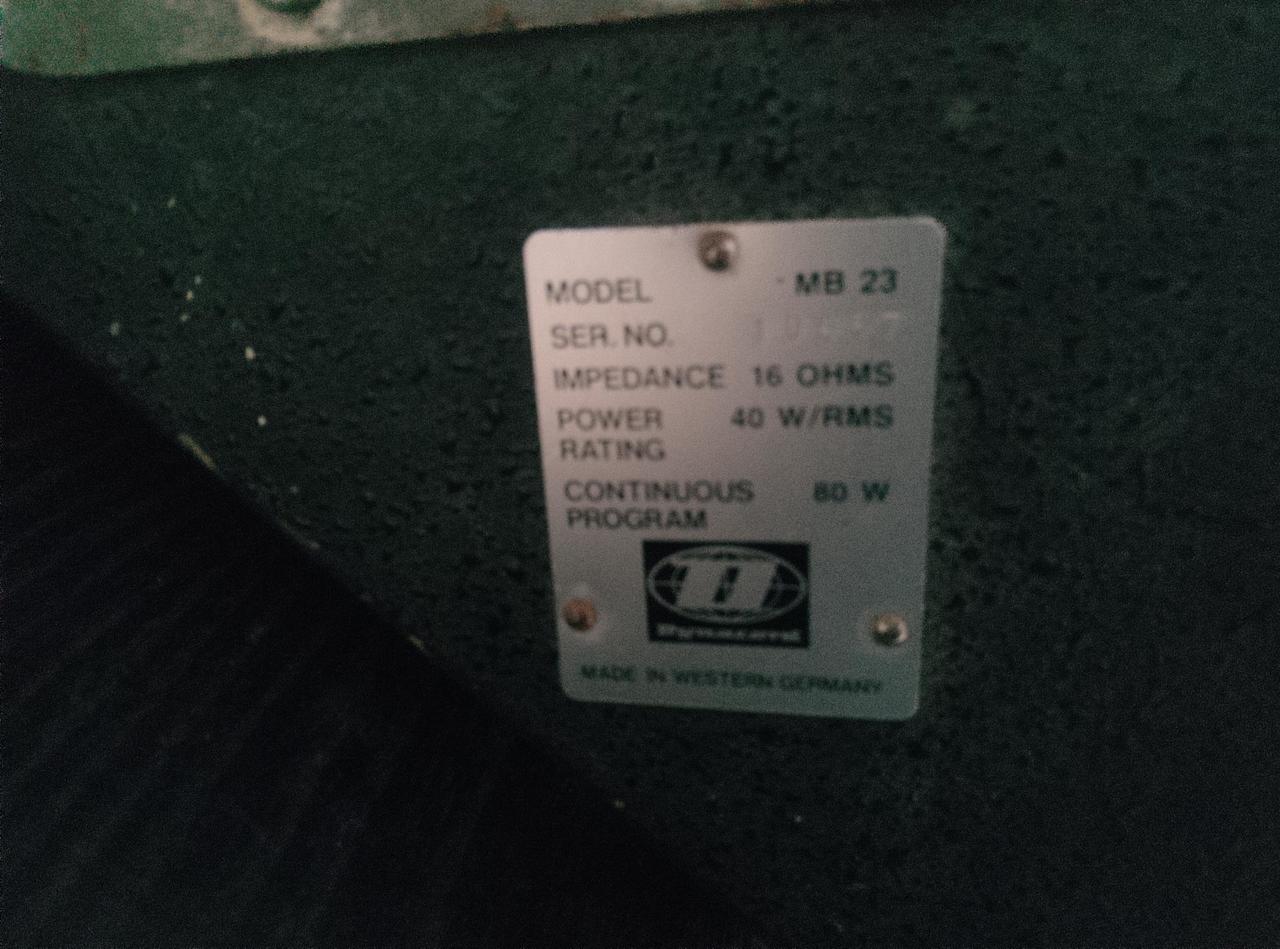 MODEL MB 23
SER. NO.
IMPEDANCE 16 OHMS
POWER 40 W/RMS
RATING
CONTINUOUS 80 W
PROGRAM
Dynacord
MADE IN WESTERN GERMANY